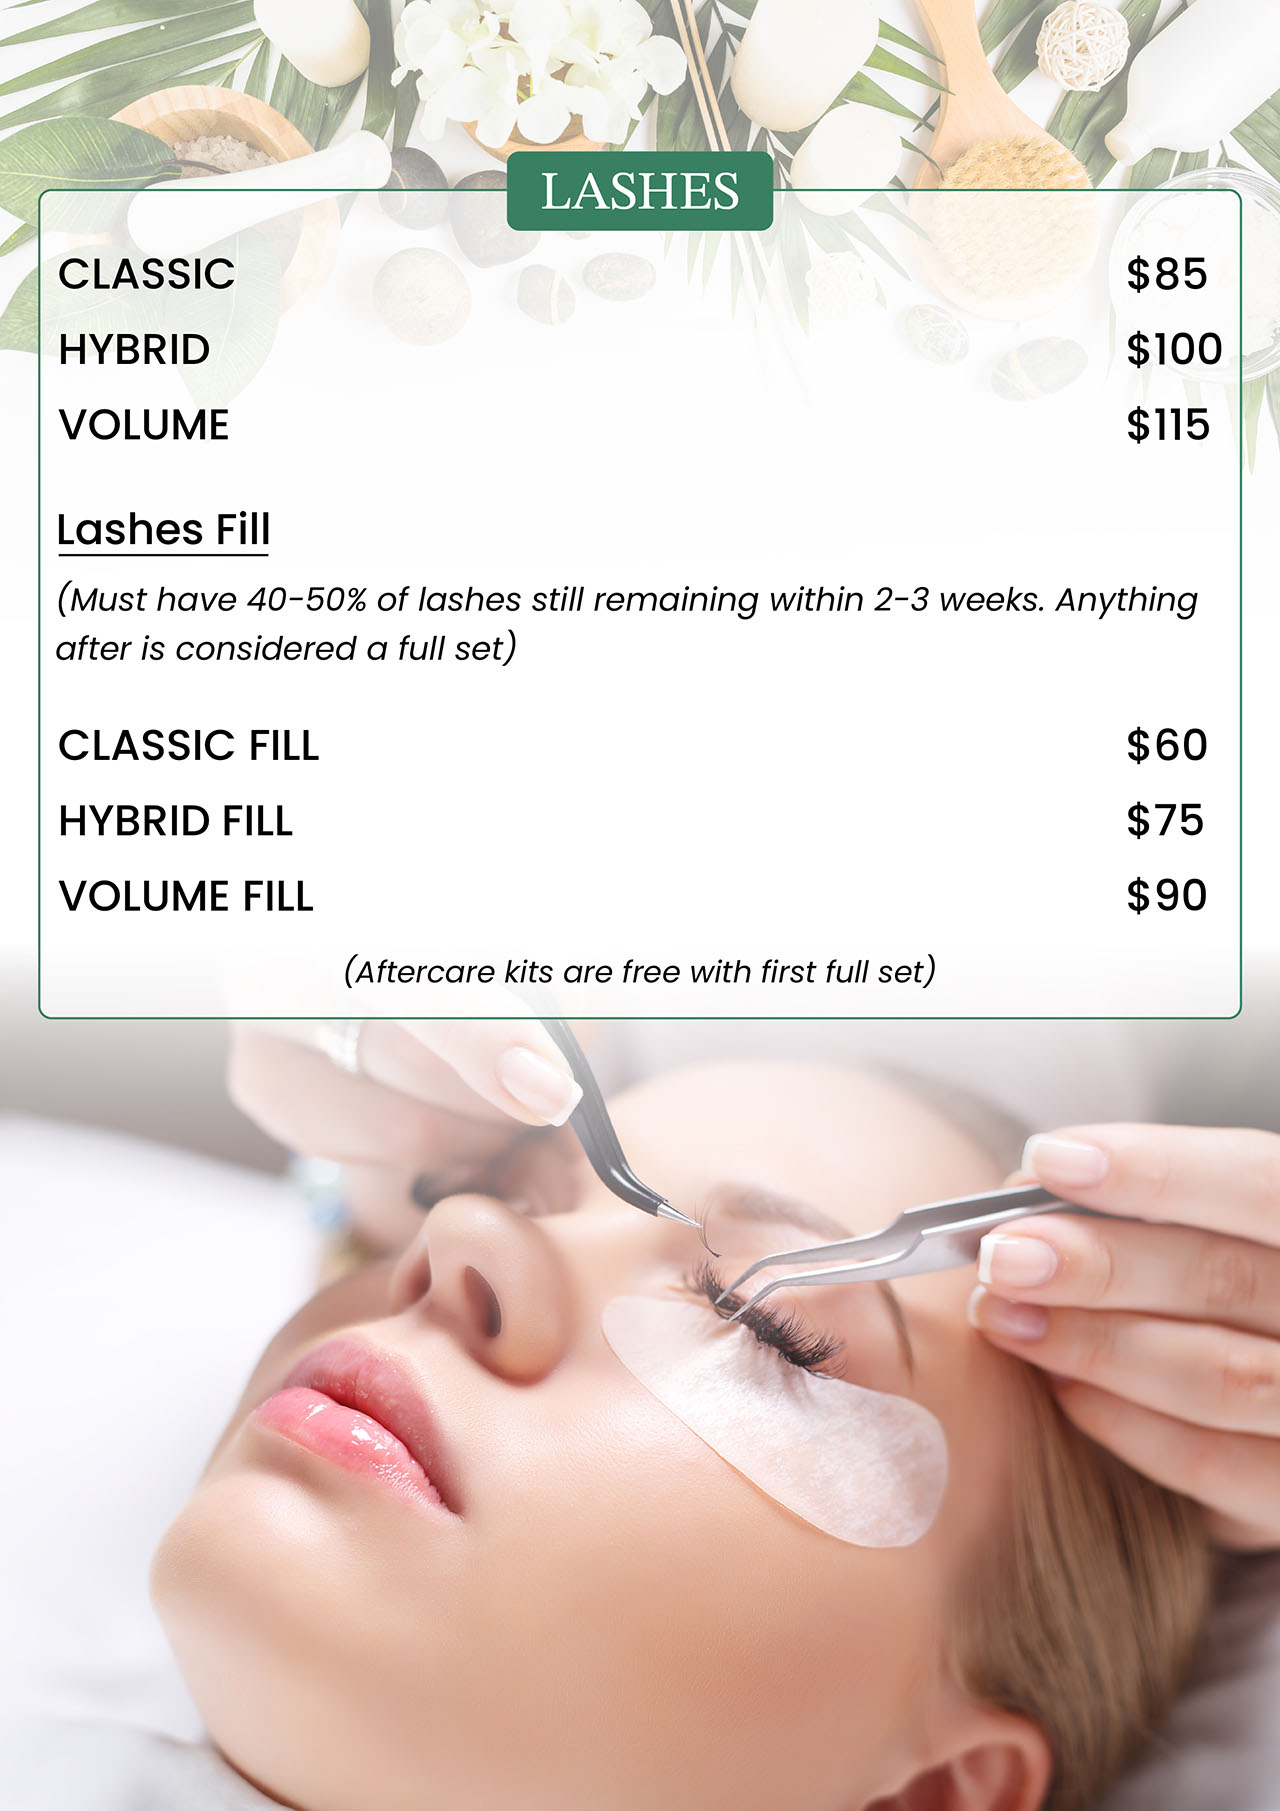 LASHES
CLASSIC $85
HYBRID $100
VOLUME $115
Lashes Fill
(Must have 40-50% of lashes still remaining within 2-3 weeks. Anything
after is considered a full set)
CLASSIC FILL $60
HYBRID FILL $75
VOLUME FILL $90
(Aftercare kits are free with first full set)